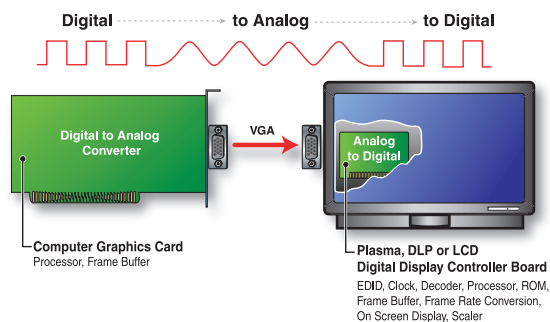 Digital to Analog to Digital
Digital to Analog
Converter
VGA
Analog
to Digital
Computer Graphics Card
Processor, Frame Buffer
Plasma, DLP or LCD
Digital Display Controller Board
EDID, Clock, Decoder, Processor, ROM,
Frame Buffer, Frame Rate Conversion,
On Screen Display, Scaler